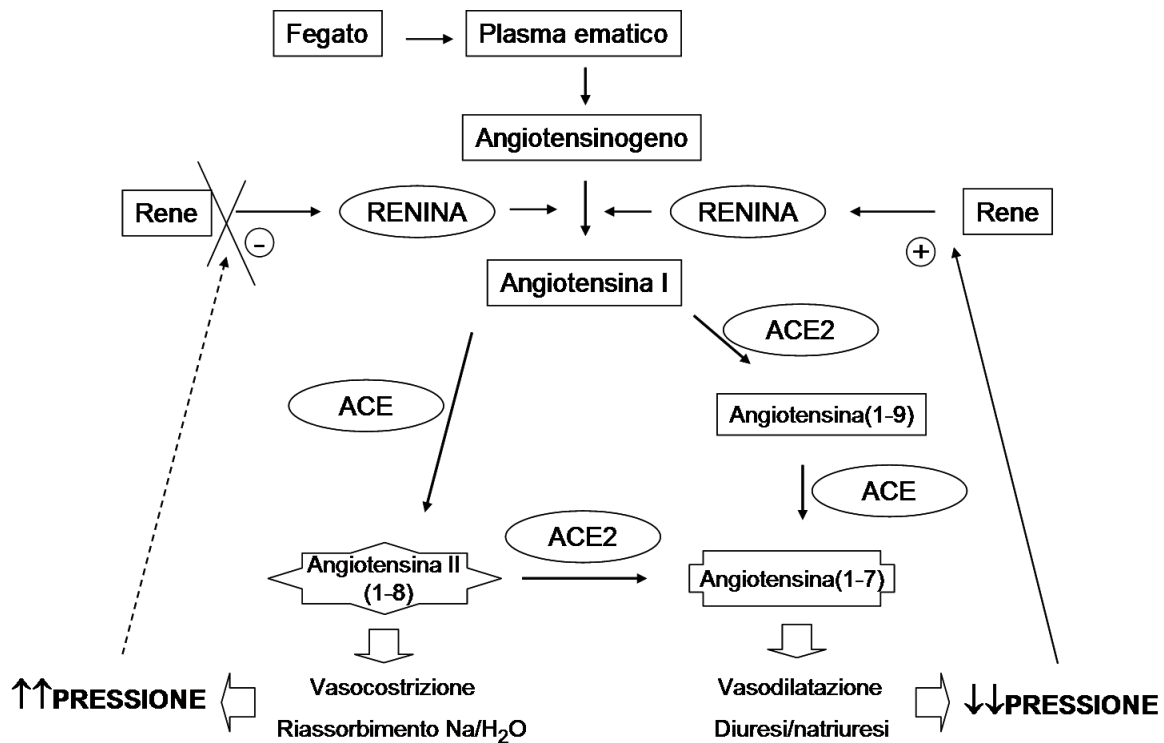 Fegato
Plasma ematico
Angiotensinogeno
Rene
RENINA
RENINA
Rene
-
+
Angiotensina I
ACE2
ACE
Angiotensina(1-9)
ACE
ACE2
Angiotensina II
(1-8)
Angiotensina(1-7)
↑↑PRESSIONE
Vasocostrizione
Riassorbimento Na/H₂O
Vasodilatazione
Diuresi/natriuresi
↓↓PRESSIONE